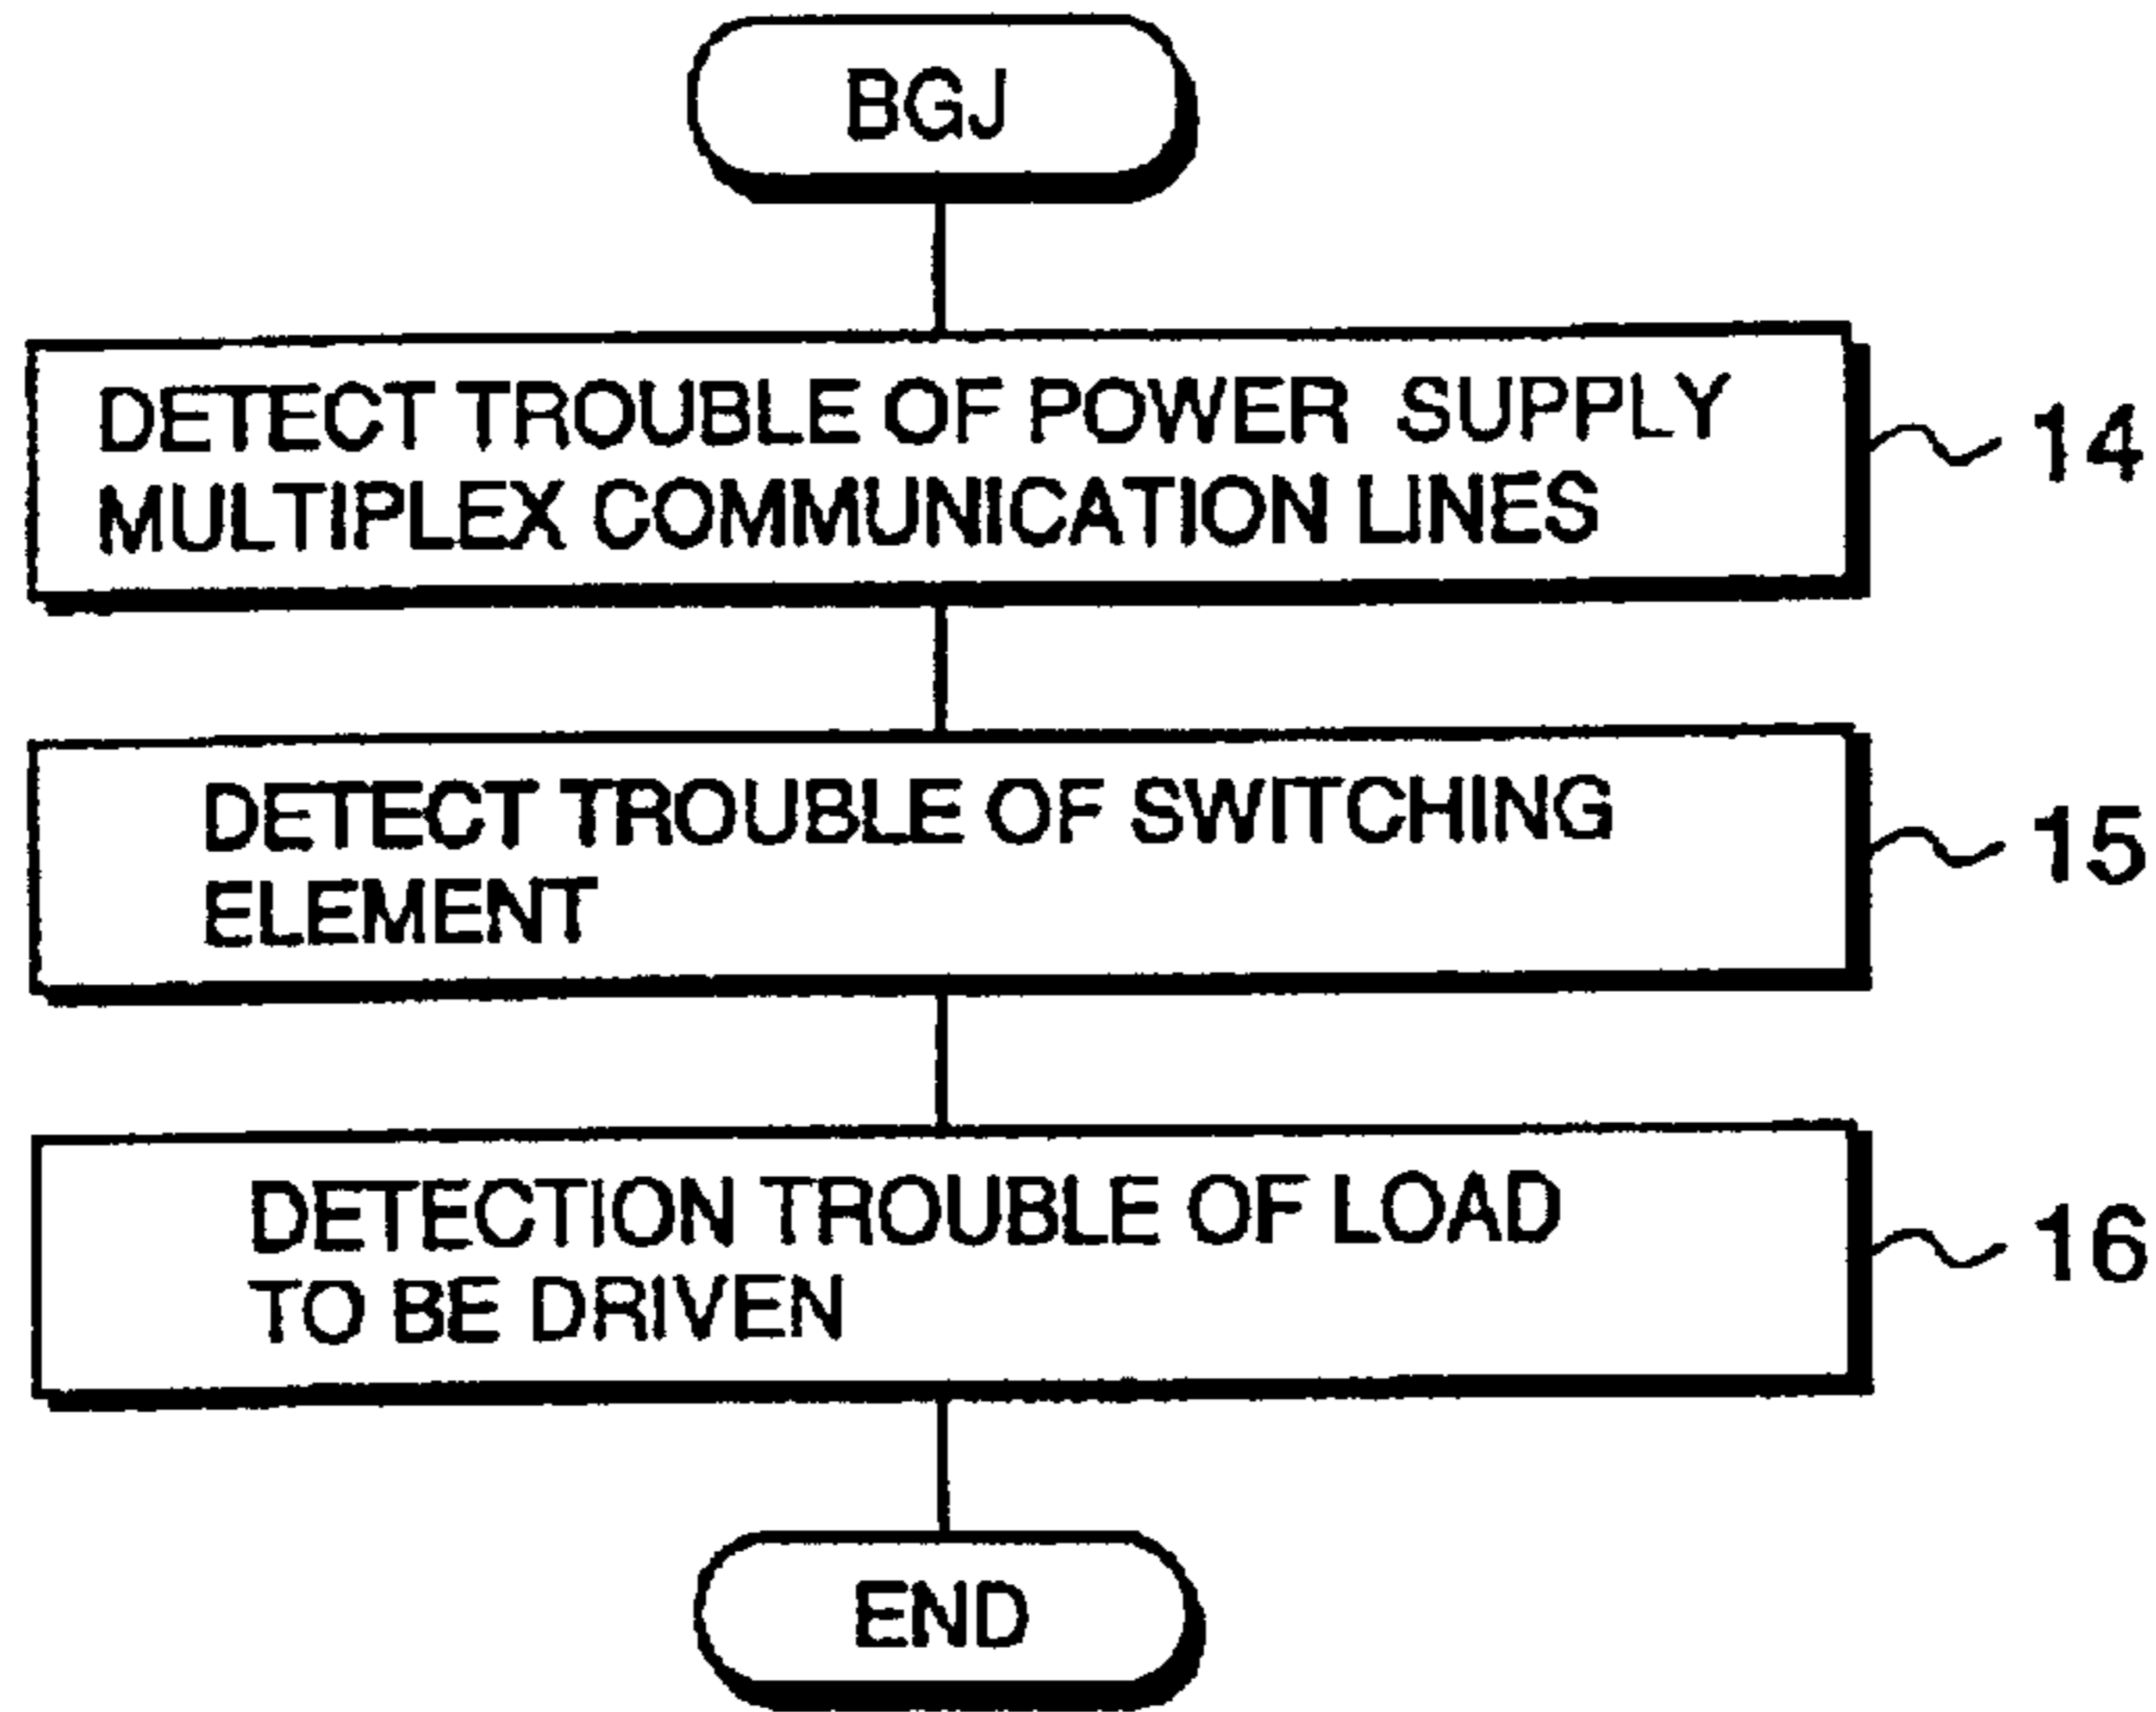 BGJ
DETECT TROUBLE OF POWER SUPPLY
MULTIPLEX COMMUNICATION LINES
14
DETECT TROUBLE OF SWITCHING
ELEMENT
15
DETECTION TROUBLE OF LOAD
TO BE DRIVEN
16
END